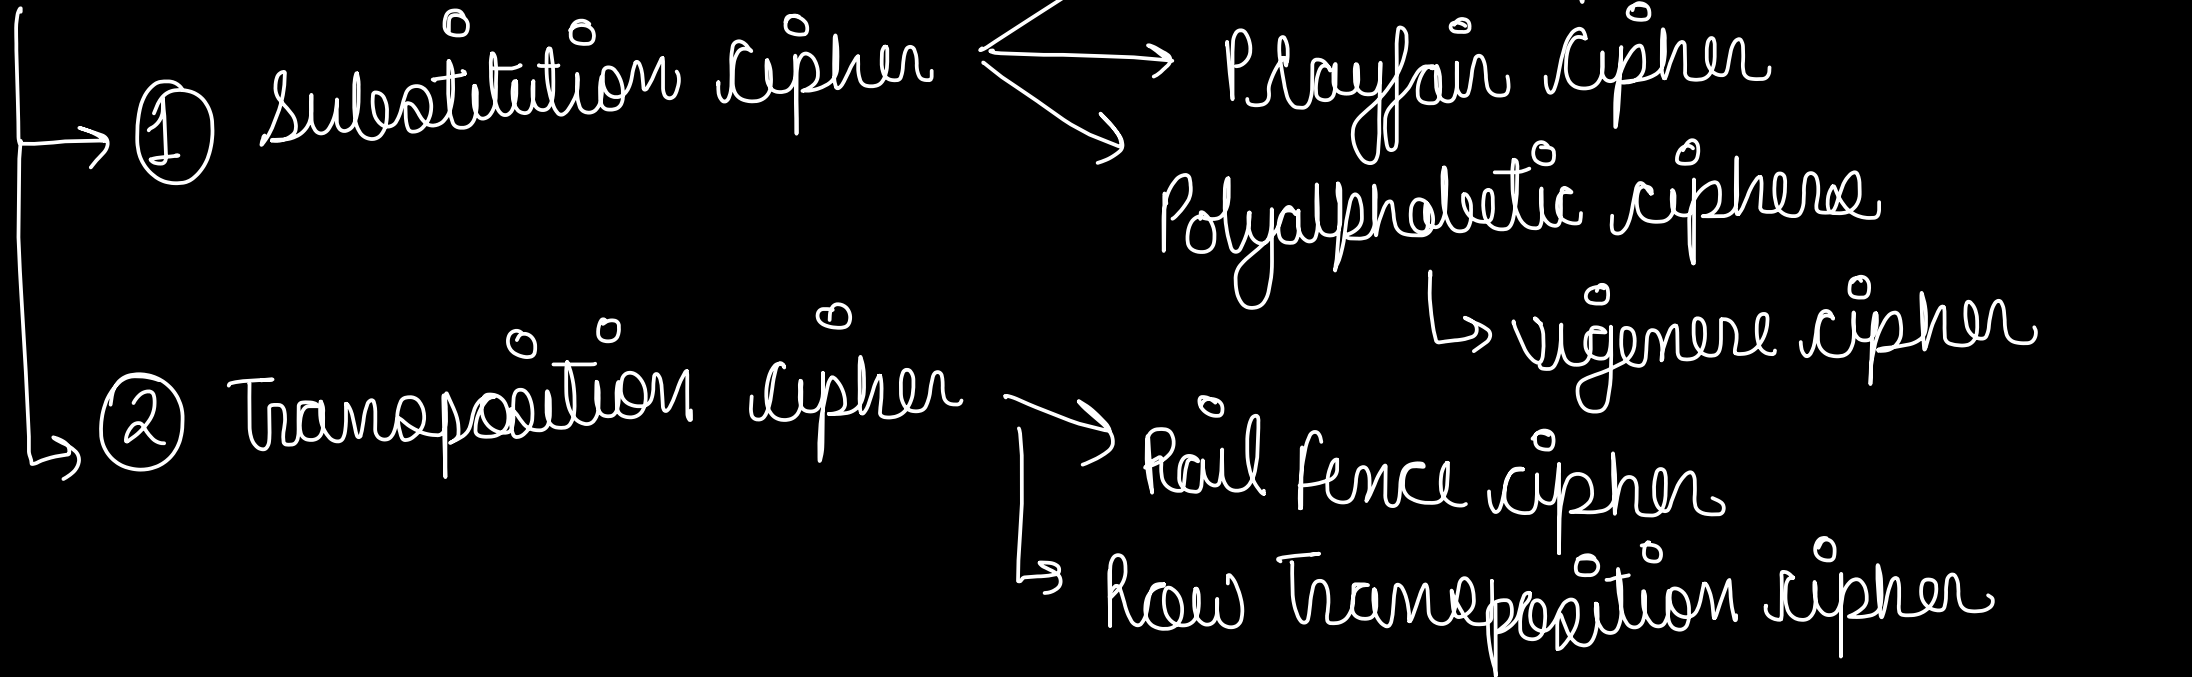 ① Substitution cipher
Playfair cipher
Polyalphabetic ciphers
vigenere cipher
② Transposition cipher
Rail fence cipher
Row Transposition cipher